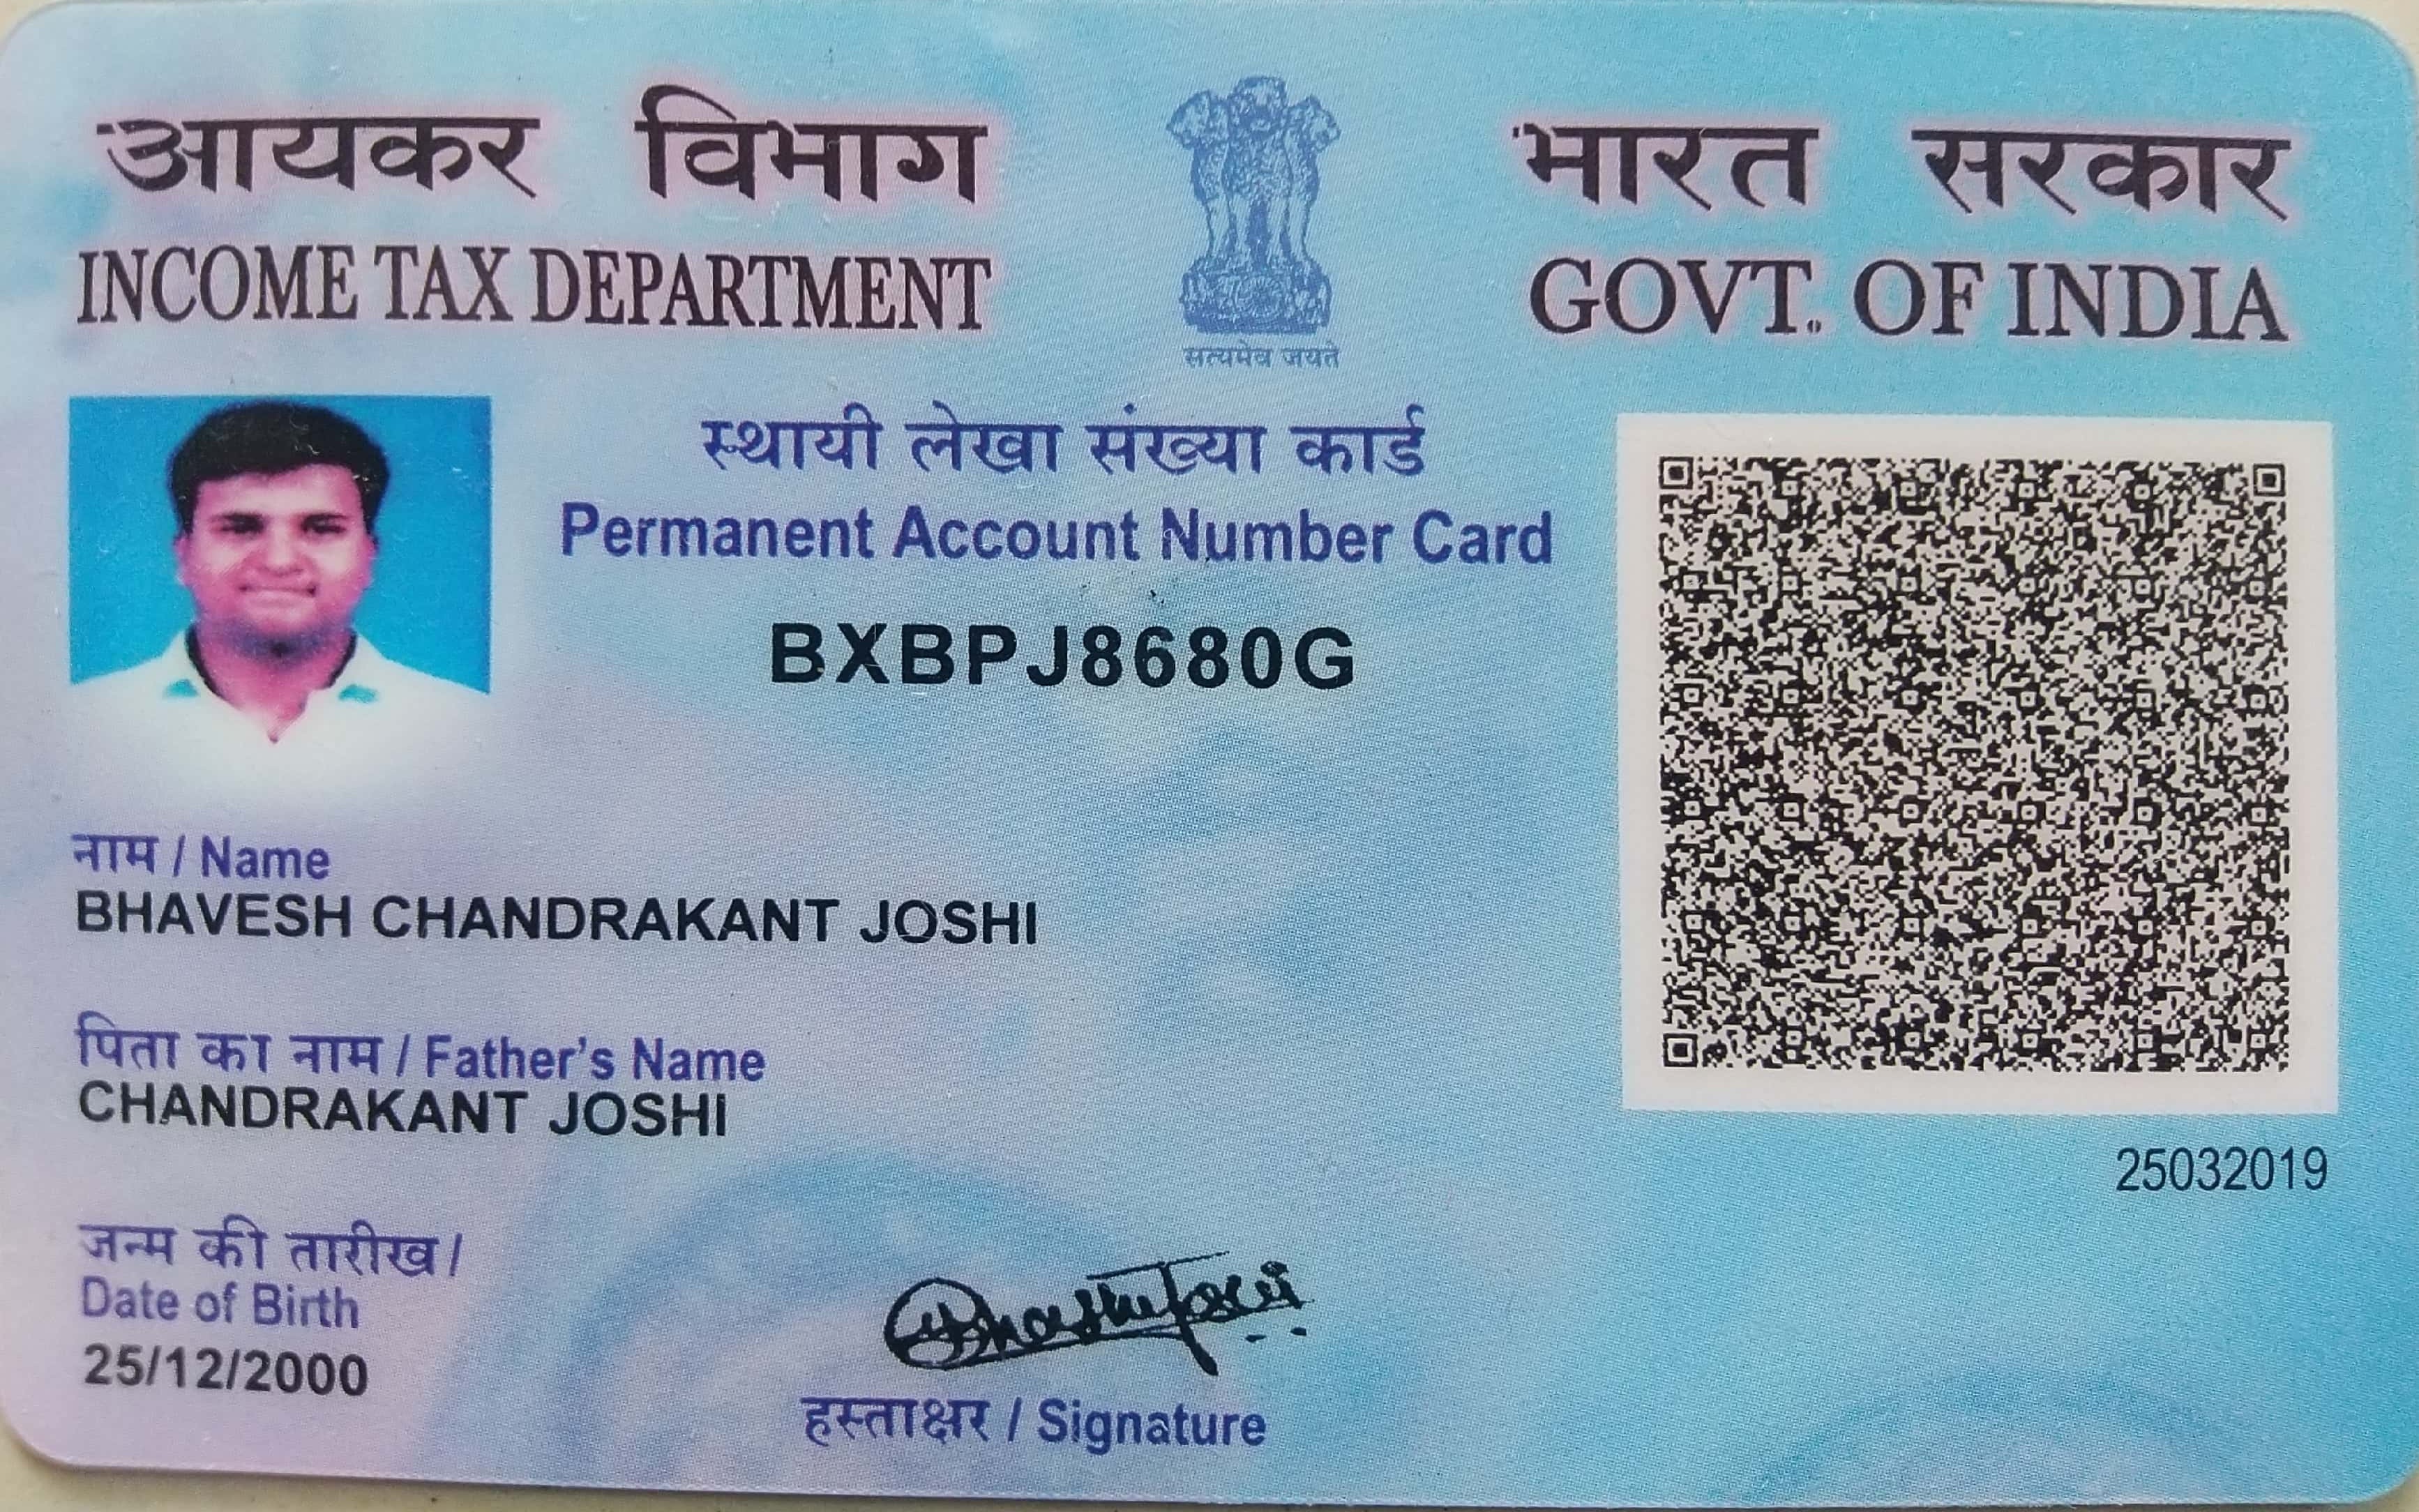 आयकर विभाग
INCOME TAX DEPARTMENT
सत्यमेव जयते
भारत सरकार
GOVT. OF INDIA
स्थायी लेखा संख्या कार्ड
Permanent Account Number Card
BXBPJ8680G
नाम / Name
BHAVESH CHANDRAKANT JOSHI
पिता का नाम / Father's Name
CHANDRAKANT JOSHI
25032019
जन्म की तारीख/
Date of Birth
25/12/2000
हस्ताक्षर / Signature